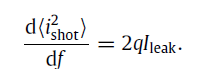 d⟨i²shot⟩/df = 2qIleak.